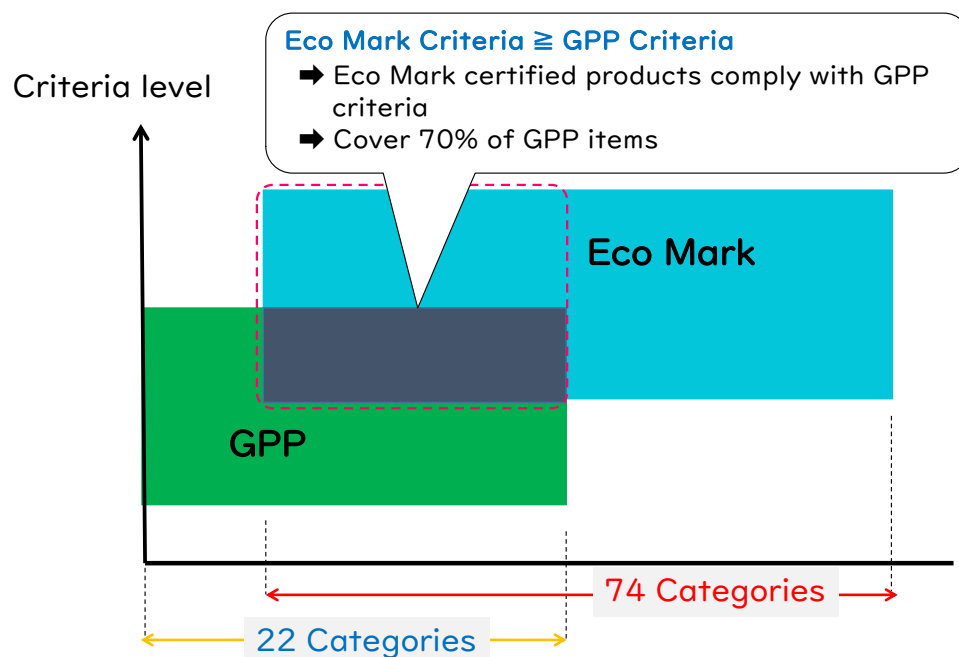 Eco Mark Criteria ≧ GPP Criteria
➡ Eco Mark certified products comply with GPP
criteria
➡ Cover 70% of GPP items
Criteria level
Eco Mark
GPP
74 Categories
22 Categories